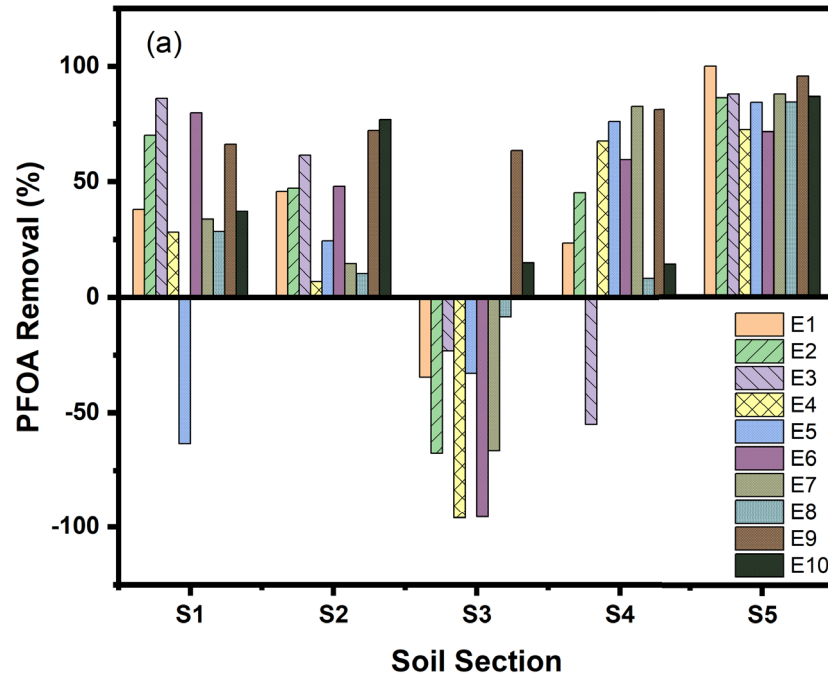 (a)
PFOA Removal (%)
100
50
0
-50
-100
E1
E2
E3
E4
E5
E6
E7
E8
E9
E10
S1 S2 S3 S4 S5
Soil Section